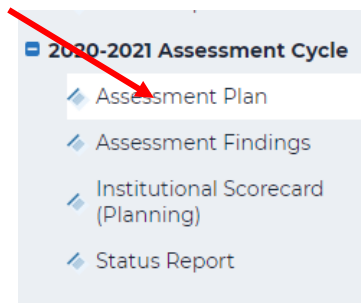 2020-2021 Assessment Cycle
Assessment Plan
Assessment Findings
Institutional Scorecard
(Planning)
Status Report